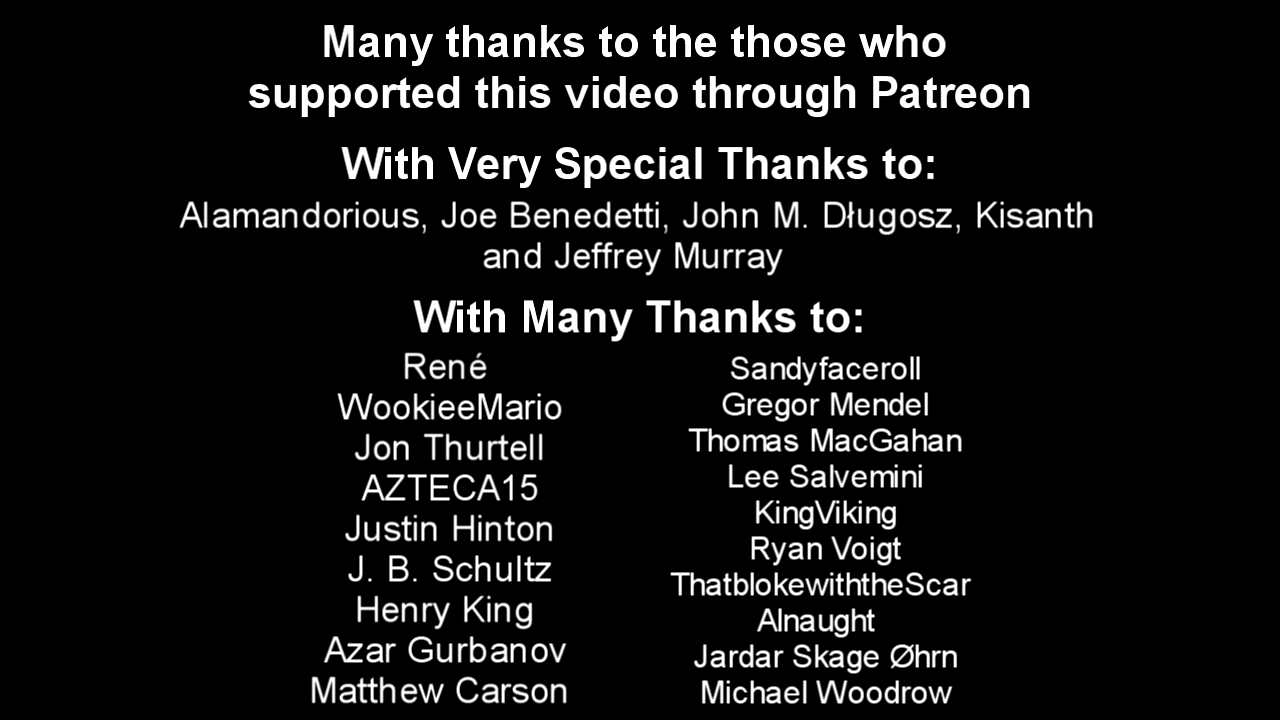 Many thanks to the those who
supported this video through Patreon
With Very Special Thanks to:
Alamandorious, Joe Benedetti, John M. Długosz, Kisanth
and Jeffrey Murray
With Many Thanks to:
René
WookieeMario
Jon Thurtell
AZTECA15
Justin Hinton
J. B. Schultz
Henry King
Azar Gurbanov
Matthew Carson
Sandyfaceroll
Gregor Mendel
Thomas MacGahan
Lee Salvemini
KingViking
Ryan Voigt
ThatblokewiththeScar
Alnaught
Jardar Skage Øhrn
Michael Woodrow